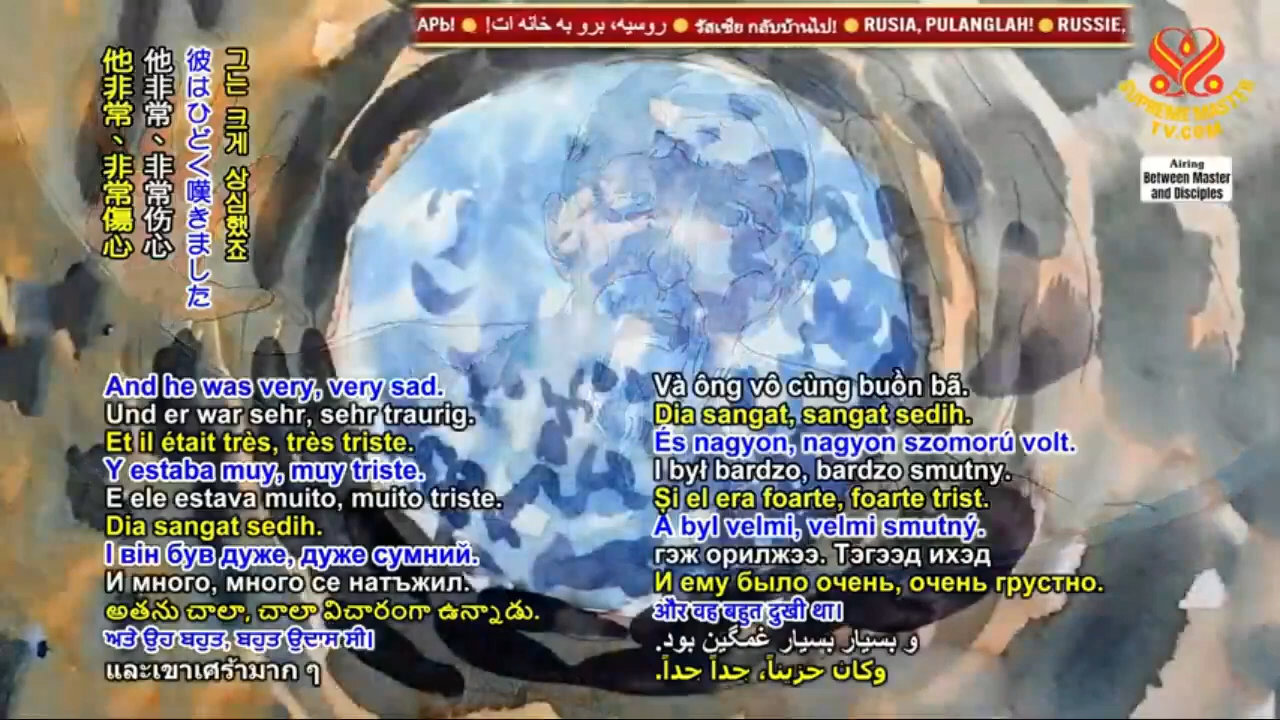 АРЬ! ● روسیه، برو به خانه ات! ● รัสเซีย กลับบ้านไป! ● RUSIA, PULANGLAH! ● RUSSIE,
SUPREME MASTER
TV.COM
Airing
Between Master
and Disciples
그는 크게 상심했죠
彼はひどく嘆きました
他非常、非常伤心
他非常、非常傷心
And he was very, very sad.
Und er war sehr, sehr traurig.
Et il était très, très triste.
Y estaba muy, muy triste.
E ele estava muito, muito triste.
Dia sangat sedih.
І він був дуже, дуже сумний.
И много, много се натъжил.
అతను చాలా, చాలా విచారంగా ఉన్నాడు.
ਅਤੇ ਉਹ ਬਹੁਤ, ਬਹੁਤ ਉਦਾਸ ਸੀ।
และเขาเศร้ามาก ๆ
Và ông vô cùng buồn bã.
Dia sangat, sangat sedih.
És nagyon, nagyon szomorú volt.
I był bardzo, bardzo smutny.
Și el era foarte, foarte trist.
A byl velmi, velmi smutný.
гэж орилжээ. Тэгээд ихэд
И ему было очень, очень грустно.
और वह बहुत दुखी था।
و بسیار بسیار غمگین بود.
وكان حزيناً، جداً جداً.